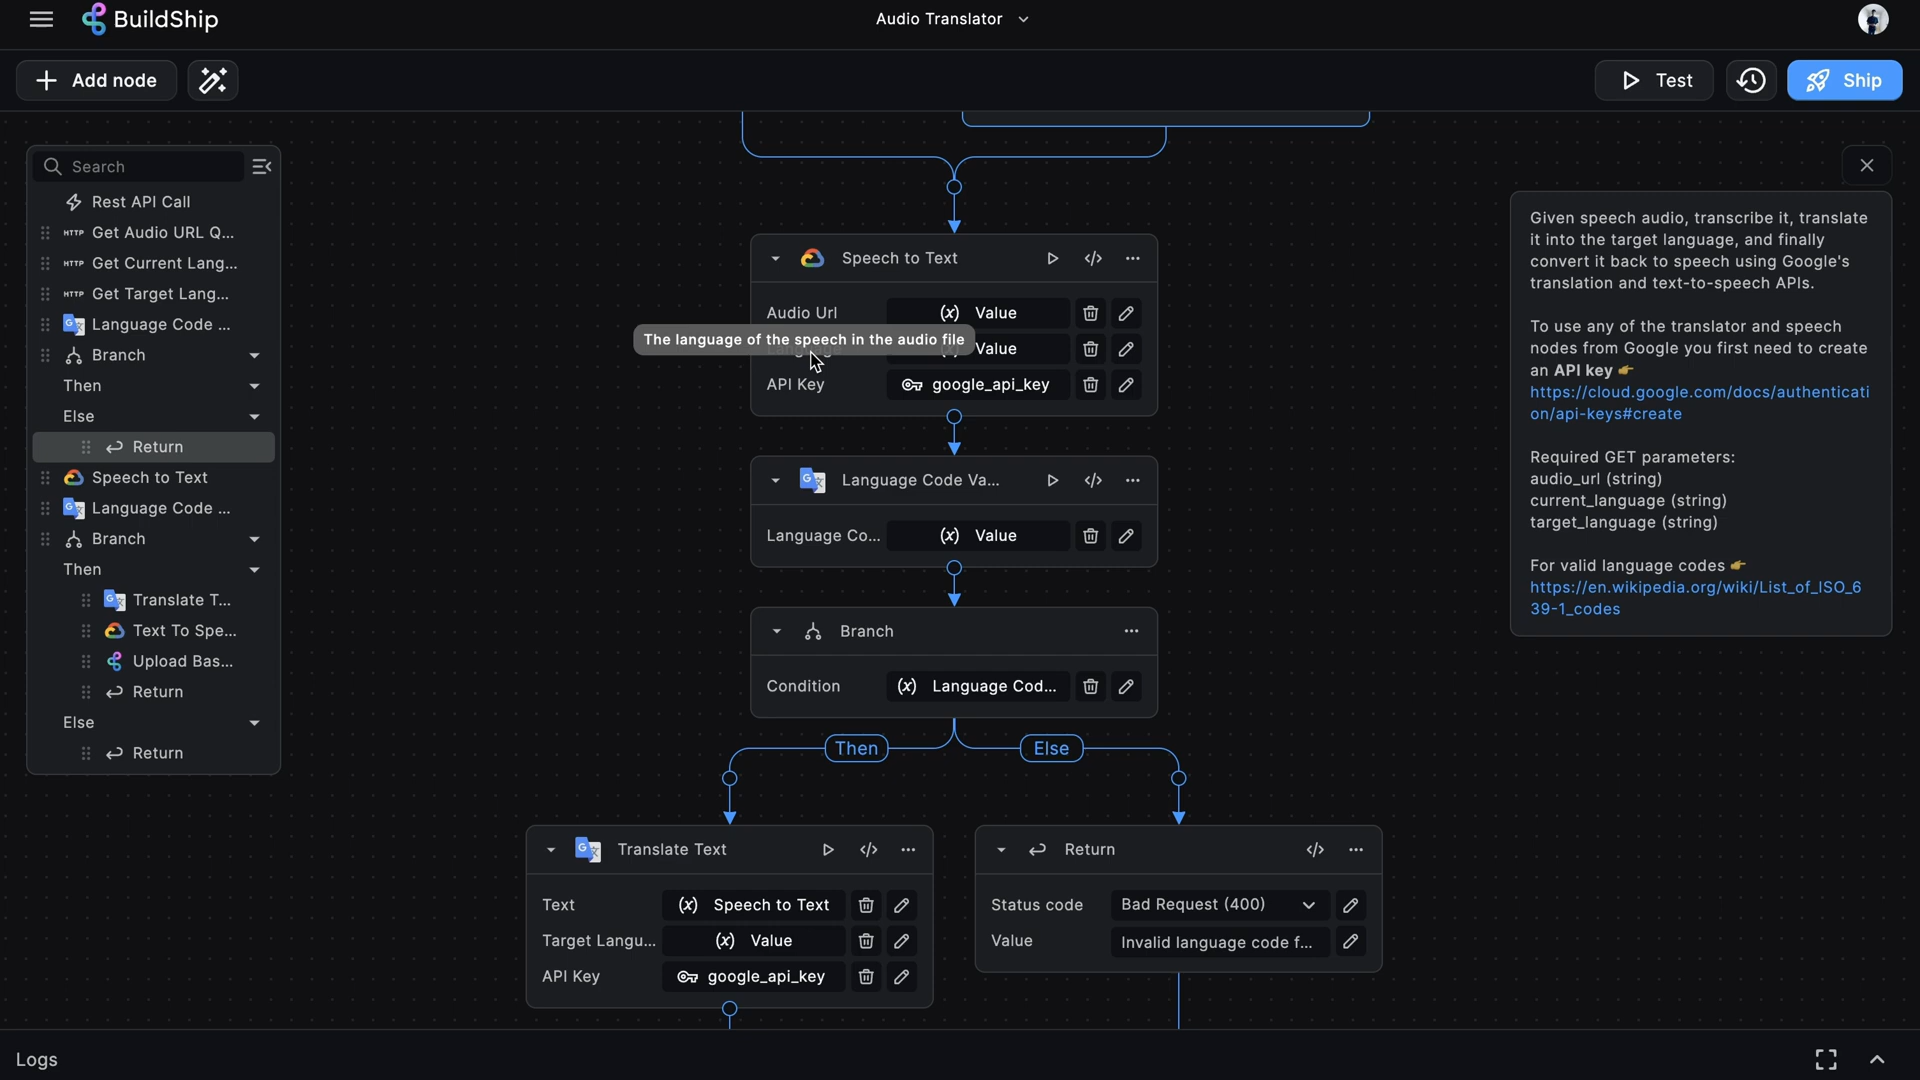 BuildShip
Audio Translator
Add node
Test
Ship
Search
Rest API Call
HTTP Get Audio URL Q...
HTTP Get Current Lang...
HTTP Get Target Lang...
Language Code ...
Branch
Then
Else
Return
Speech to Text
Language Code ...
Branch
Then
Translate T...
Text To Spe...
Upload Bas...
Return
Else
Return
Speech to Text
Audio Url (x) Value
The language of the speech in the audio file
Value
API Key google_api_key
Language Code Va...
Language Co... (x) Value
Branch
Condition (x) Language Cod...
Then
Else
Translate Text
Text (x) Speech to Text
Target Langu... (x) Value
API Key google_api_key
Return
Status code Bad Request (400)
Value Invalid language code f...
Given speech audio, transcribe it, translate
it into the target language, and finally
convert it back to speech using Google's
translation and text-to-speech APIs.
To use any of the translator and speech
nodes from Google you first need to create
an API key
https://cloud.google.com/docs/authenticati
on/api-keys#create
Required GET parameters:
audio_url (string)
current_language (string)
target_language (string)
For valid language codes
https://en.wikipedia.org/wiki/List_of_ISO_6
39-1_codes
Logs